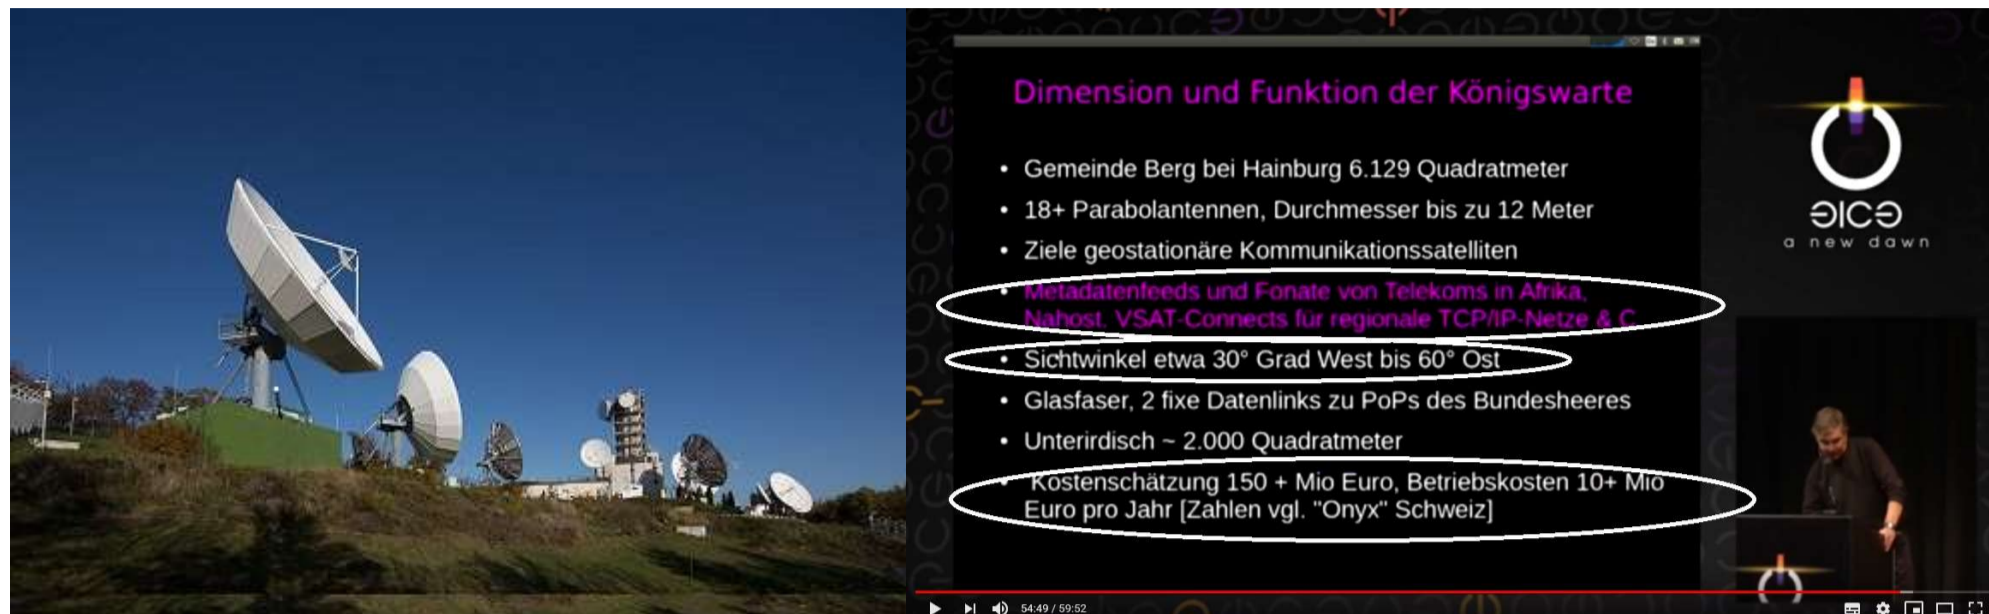 Dimension und Funktion der Königswarte
• Gemeinde Berg bei Hainburg 6.129 Quadratmeter
• 18+ Parabolantennen, Durchmesser bis zu 12 Meter
• Ziele geostationäre Kommunikationssatelliten
• Metadatenfeeds und Fonate von Telekoms in Afrika,
Nahost. VSAT-Connects für regionale TCP/IP-Netze & C
• Sichtwinkel etwa 30° Grad West bis 60° Ost
• Glasfaser, 2 fixe Datenlinks zu PoPs des Bundesheeres
• Unterirdisch ~ 2.000 Quadratmeter
• Kostenschätzung 150 + Mio Euro, Betriebskosten 10+ Mio
Euro pro Jahr [Zahlen vgl. "Onyx" Schweiz]
a new dawn
54:49 / 59:52